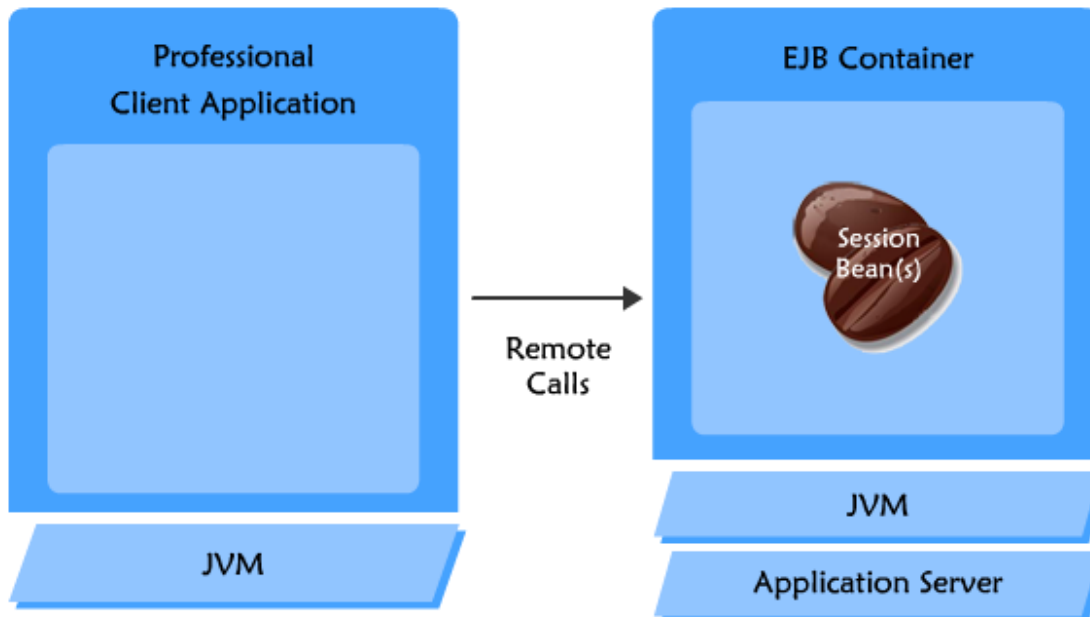 Professional
Client Application
JVM
Remote
Calls
EJB Container
Session
Bean(s)
JVM
Application Server